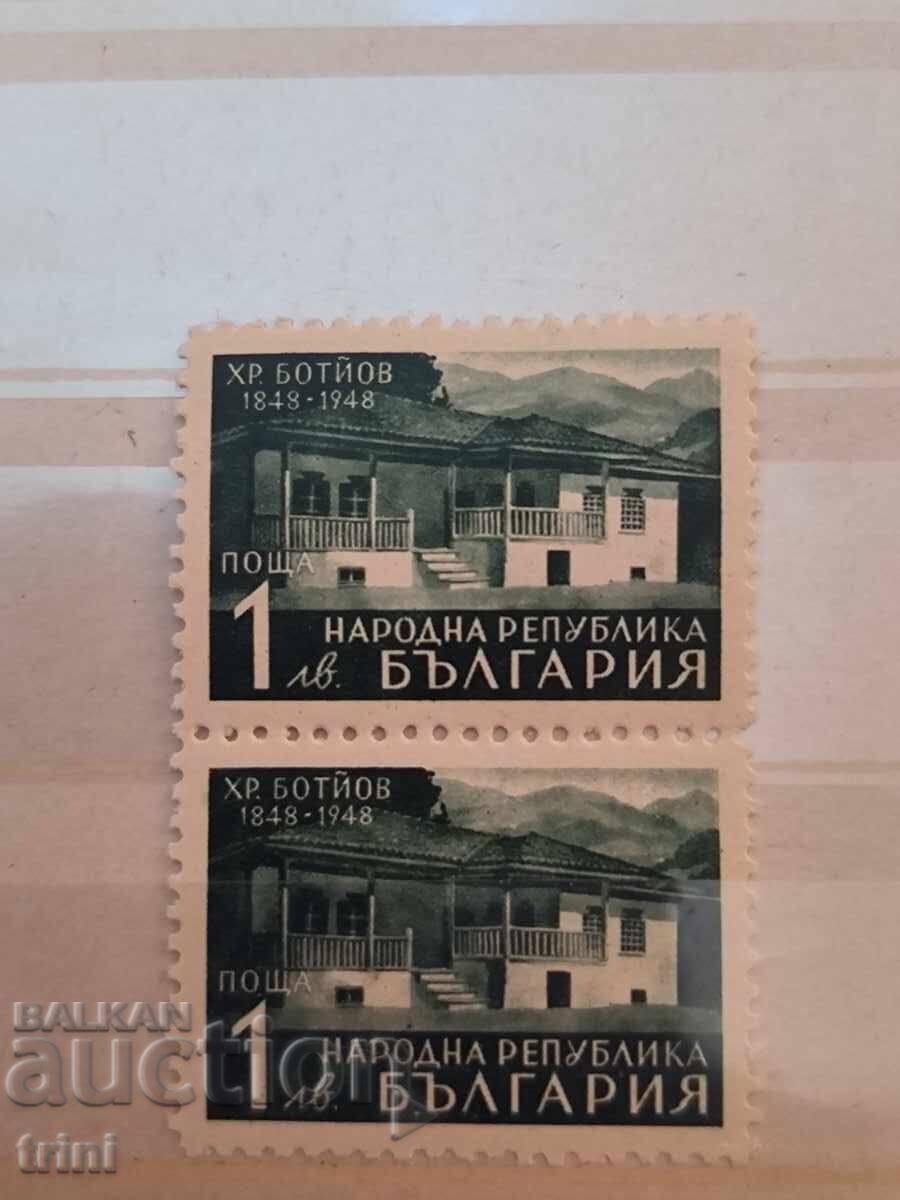 ХР. БОТЙОВ
1848-1948
ПОЩА
1 лв.
НАРОДНА РЕПУБЛИКА
БЪЛГАРИЯ
ХР. БОТЙОВ
1848-1948
ПОЩА
1 лв.
НАРОДНА РЕПУБЛИКА
БЪЛГАРИЯ
BALKAN
auction
trini